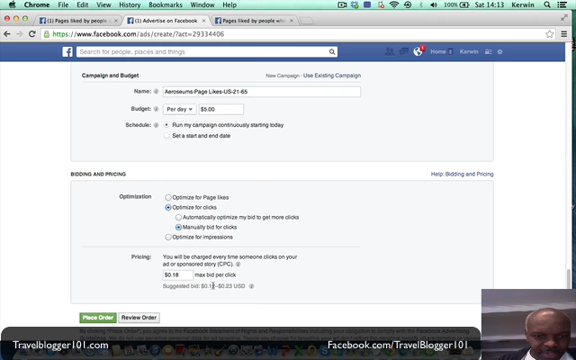 Chrome File Edit View History Bookmarks Window Help
100% Sat 14:13 Kerwin
Pages liked by people
Advertise on Facebook
Pages liked by people who
https://www.facebook.com/ads/create/?act=29334406
Search for people, places and things
Kerwin Home
Campaign and Budget
New Campaign · Use Existing Campaign
Name: Aeroseums-Page Likes-US-21-65
Budget: Per day $5.00
Schedule: Run my campaign continuously starting today
Set a start and end date
BIDDING AND PRICING
Help: Bidding and Pricing
Optimization: Optimize for Page likes
Optimize for clicks
Automatically optimize my bid to get more clicks
Manually bid for clicks
Optimize for impressions
Pricing: You will be charged every time someone clicks on your
ad or sponsored story (CPC).
$0.18 max bid per click
Suggested bid: –$0.23 USD
Place Order Review Order
Travelblogger101.com
Facebook.com/TravelBlogger101